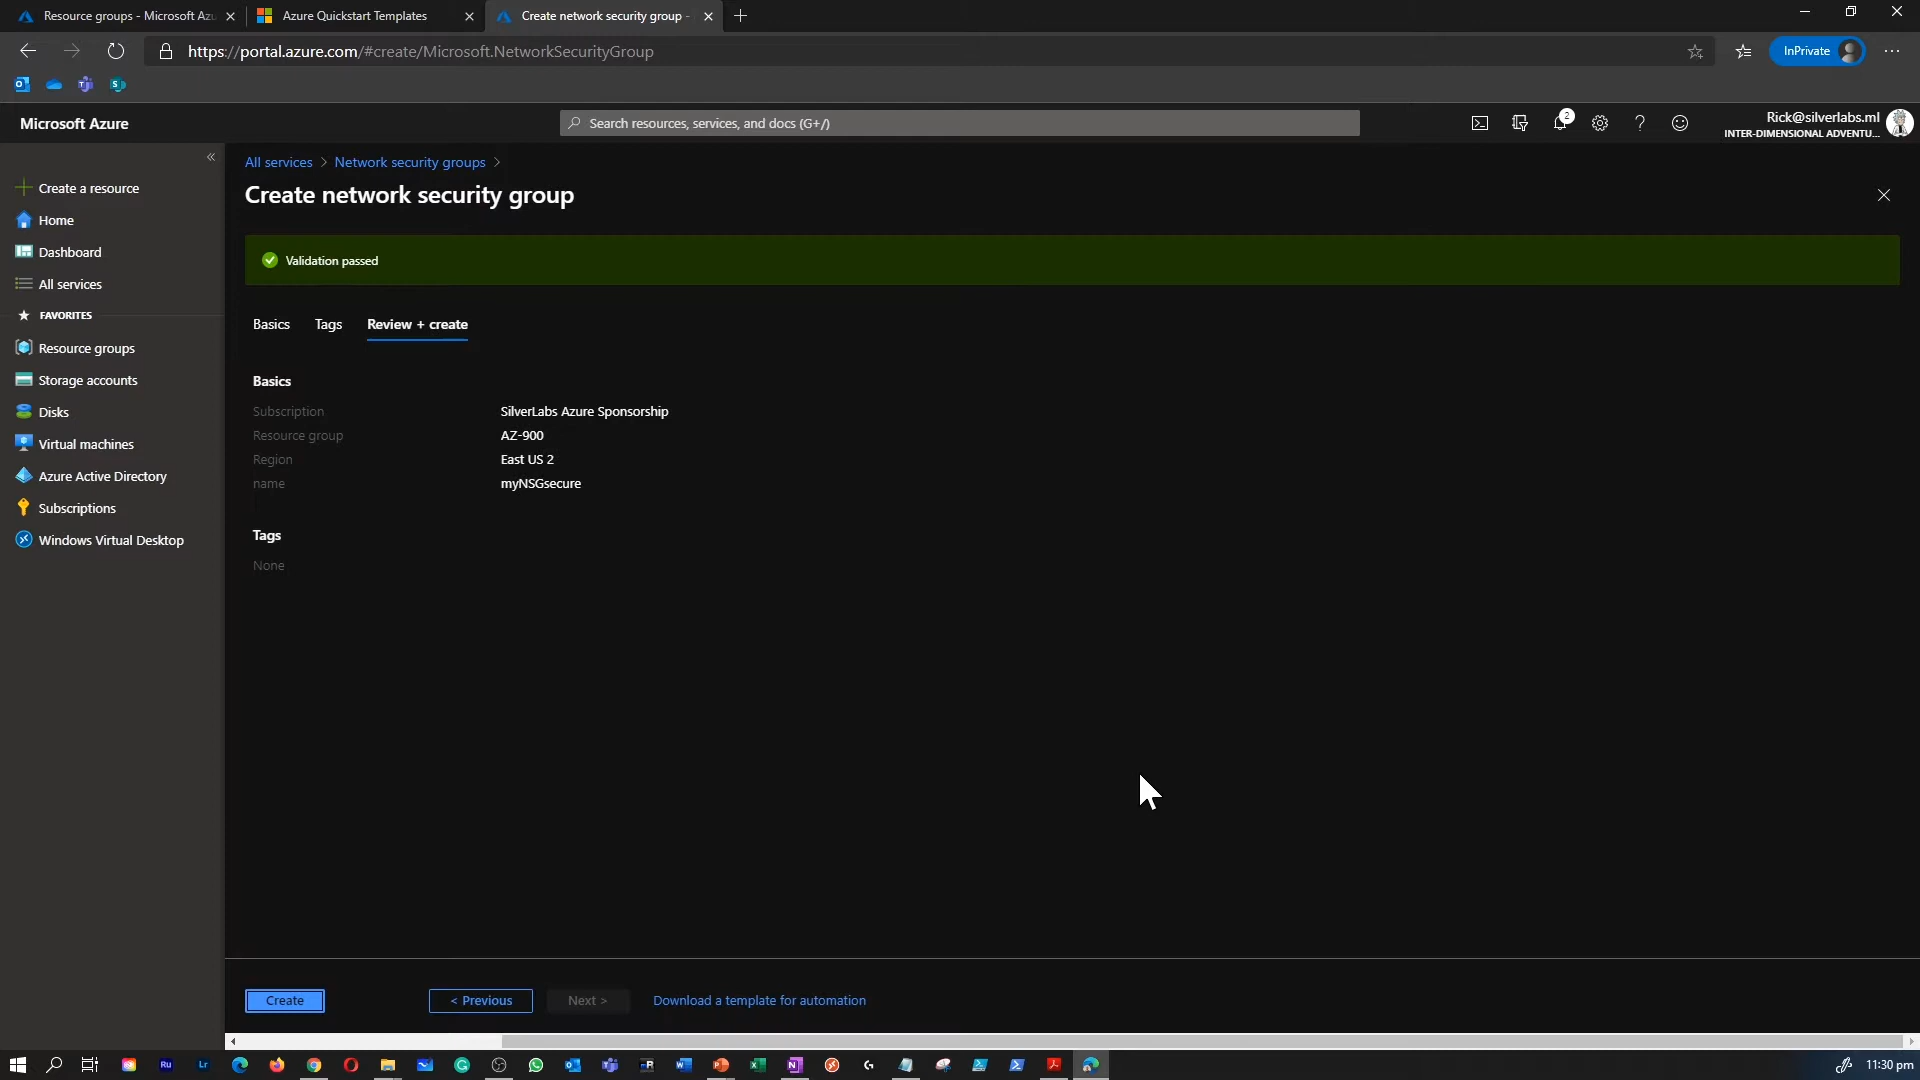 Resource groups - Microsoft Azu
Azure Quickstart Templates
Create network security group -
https://portal.azure.com/#create/Microsoft.NetworkSecurityGroup
InPrivate
Microsoft Azure
Search resources, services, and docs (G+/)
2
Rick@silverlabs.ml
INTER-DIMENSIONAL ADVENTU...
All services > Network security groups >
Create network security group
Create a resource
Home
Dashboard
All services
FAVORITES
Resource groups
Storage accounts
Disks
Virtual machines
Azure Active Directory
Subscriptions
Windows Virtual Desktop
Validation passed
Basics Tags Review + create
Basics
Subscription SilverLabs Azure Sponsorship
Resource group AZ-900
Region East US 2
name myNSGsecure
Tags
None
Create < Previous Next > Download a template for automation
Ru Lr
11:30 pm